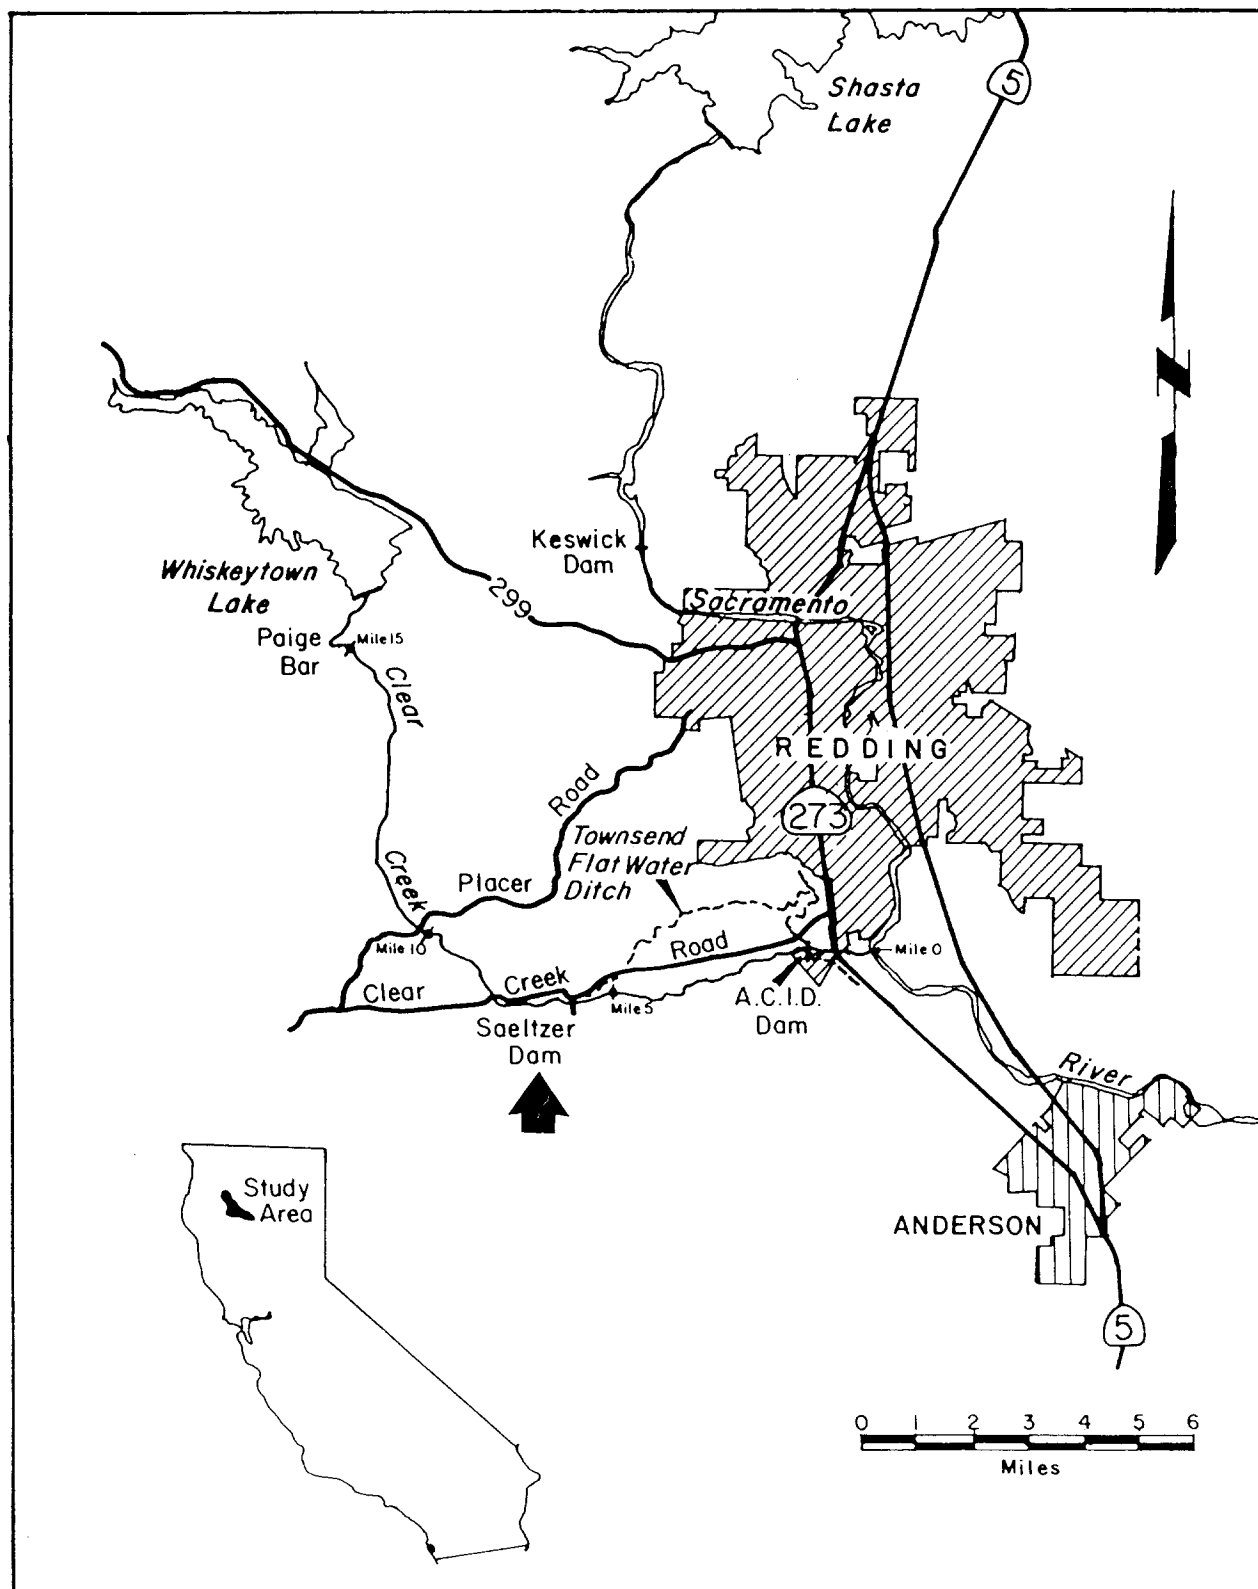 Shasta
Lake
5
N
Keswick
Dam
Whiskeytown
Lake
299
Sacramento
Paige
Bar
Mile 15
Clear
Creek
REDDING
Road
273
Townsend
Flat Water
Ditch
Placer
Mile 10
Road
Mile 0
Clear
Creek
A.C.I.D.
Dam
Mile 5
Saeltzer
Dam
River
Study
Area
ANDERSON
5
0 1 2 3 4 5 6
Miles